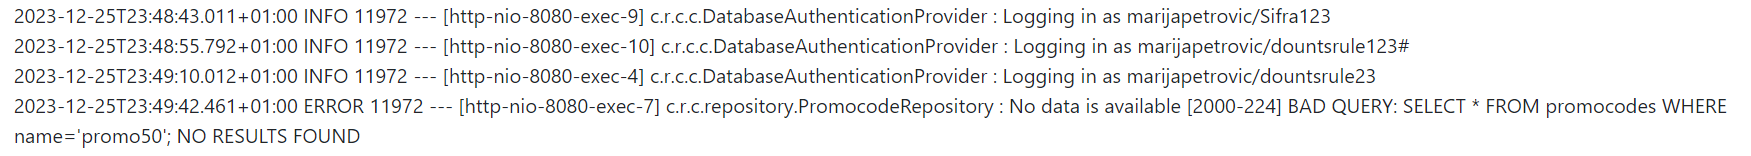 2023-12-25T23:48:43.011+01:00 INFO 11972 --- [http-nio-8080-exec-9] c.r.c.c.DatabaseAuthenticationProvider : Logging in as marijapetrovic/Sifra123
2023-12-25T23:48:55.792+01:00 INFO 11972 --- [http-nio-8080-exec-10] c.r.c.c.DatabaseAuthenticationProvider : Logging in as marijapetrovic/dountsrule123#
2023-12-25T23:49:10.012+01:00 INFO 11972 --- [http-nio-8080-exec-4] c.r.c.c.DatabaseAuthenticationProvider : Logging in as marijapetrovic/dountsrule23
2023-12-25T23:49:42.461+01:00 ERROR 11972 --- [http-nio-8080-exec-7] c.r.c.repository.PromocodeRepository : No data is available [2000-224] BAD QUERY: SELECT * FROM promocodes WHERE
name='promo50'; NO RESULTS FOUND